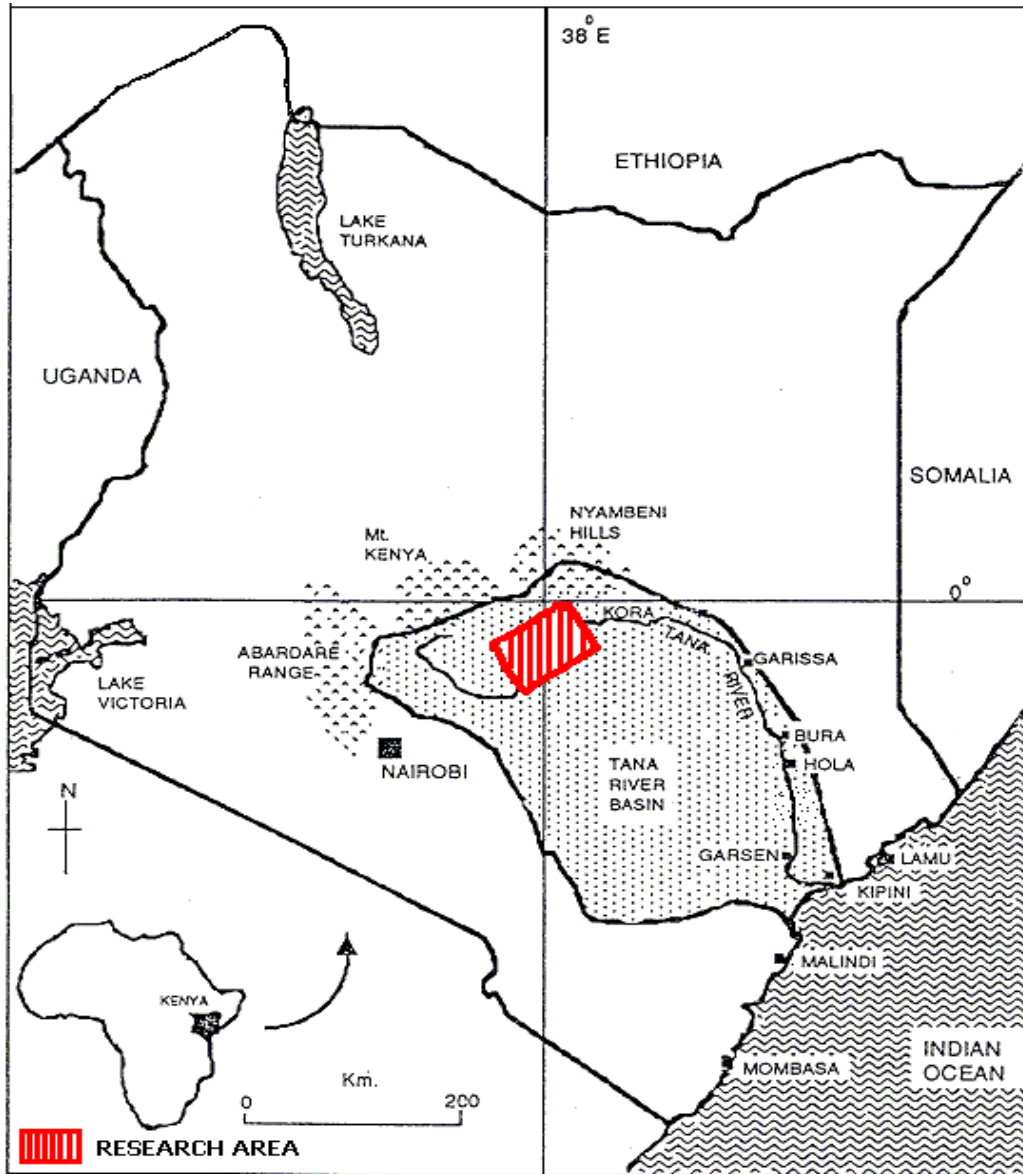 38° E
ETHIOPIA
LAKE
TURKANA
UGANDA
SOMALIA
NYAMBENI
HILLS
Mt.
KENYA
0°
KORA
TANA
RIVER
ABARDARE
RANGE
GARISSA
LAKE
VICTORIA
BURA
NAIROBI
HOLA
TANA
RIVER
BASIN
N
GARSEN
LAMU
KIPINI
MALINDI
KENYA
INDIAN
OCEAN
MOMBASA
Km.
0 200
RESEARCH AREA